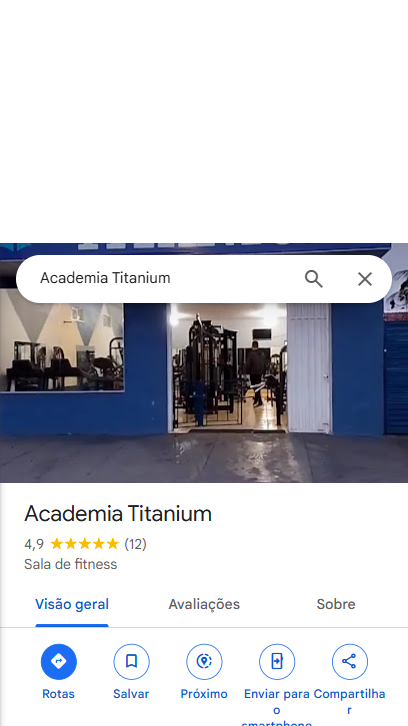 Academia Titanium
Academia Titanium
4,9 (12)
Sala de fitness
Visão geral Avaliações Sobre
Rotas Salvar Próximo Enviar para o smartphone Compartilhar